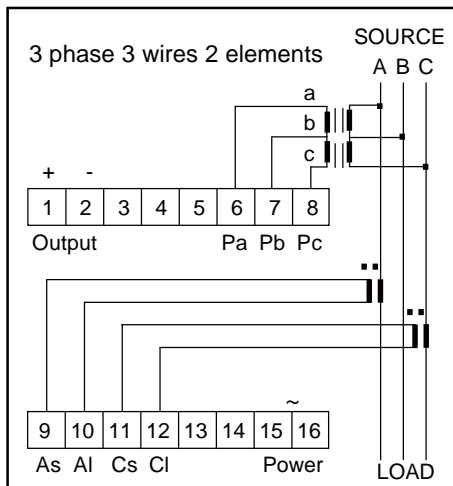 SOURCE
3 phase 3 wires 2 elements
A B C
a
b
c
+ -
1 2 3 4 5 6 7 8
Output Pa Pb Pc
~
9 10 11 12 13 14 15 16
As Al Cs Cl Power
LOAD